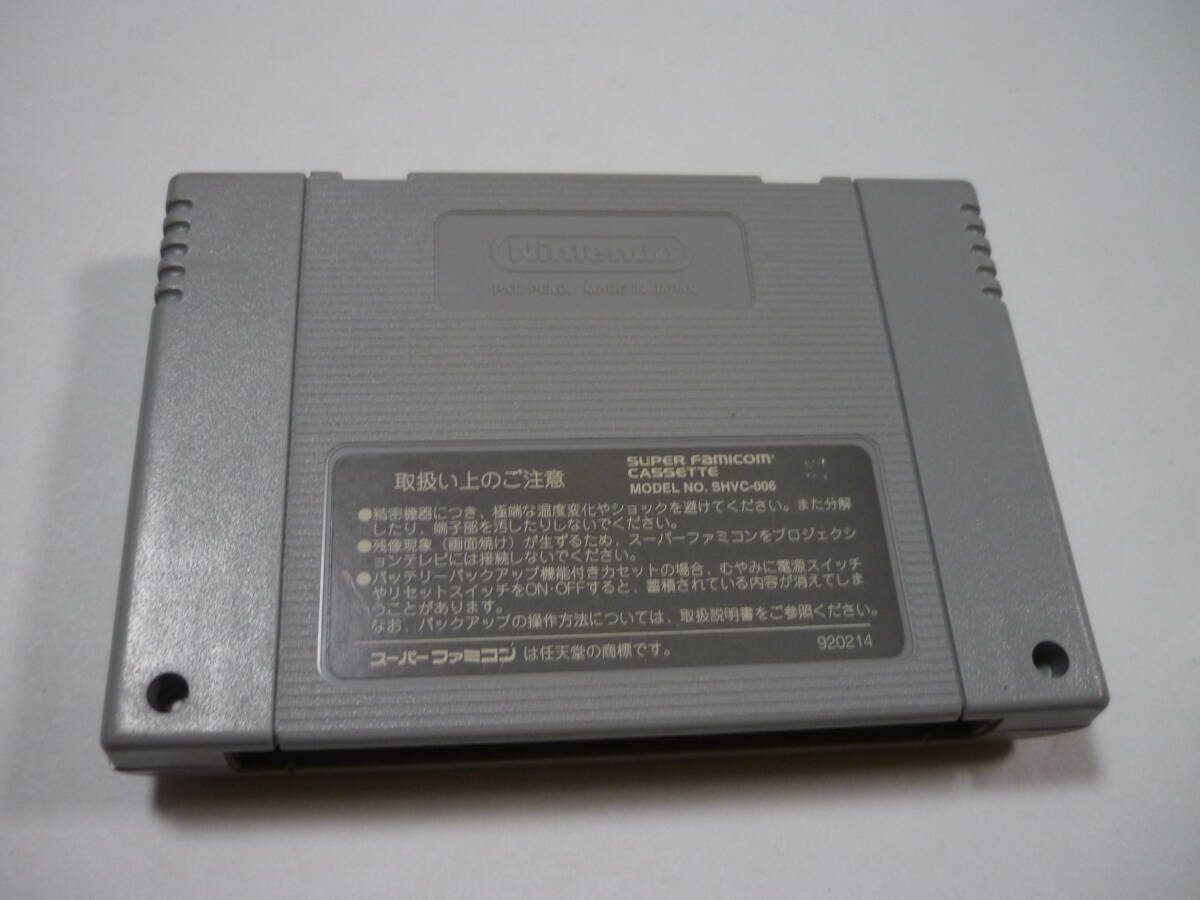 Nintendo
PAT. PEND. MADE IN JAPAN
取扱い上のご注意
SUPER Famicom
CASSETTE
MODEL NO. SHVC-006
●精密機器につき、極端な温度変化やショックを避けてください。また分解
したり、端子部を汚したりしないでください。
●残像現象（画面焼け）が生ずるため、スーパーファミコンをプロジェクシ
ョンテレビには接続しないでください。
●バッテリーバックアップ機能付きカセットの場合、むやみに電源スイッチ
やリセットスイッチをON・OFFすると、蓄積されている内容が消えてしま
うことがあります。
なお、バックアップの操作方法については、取扱説明書をご参照ください。
スーパーファミコンは任天堂の商標です。
920214